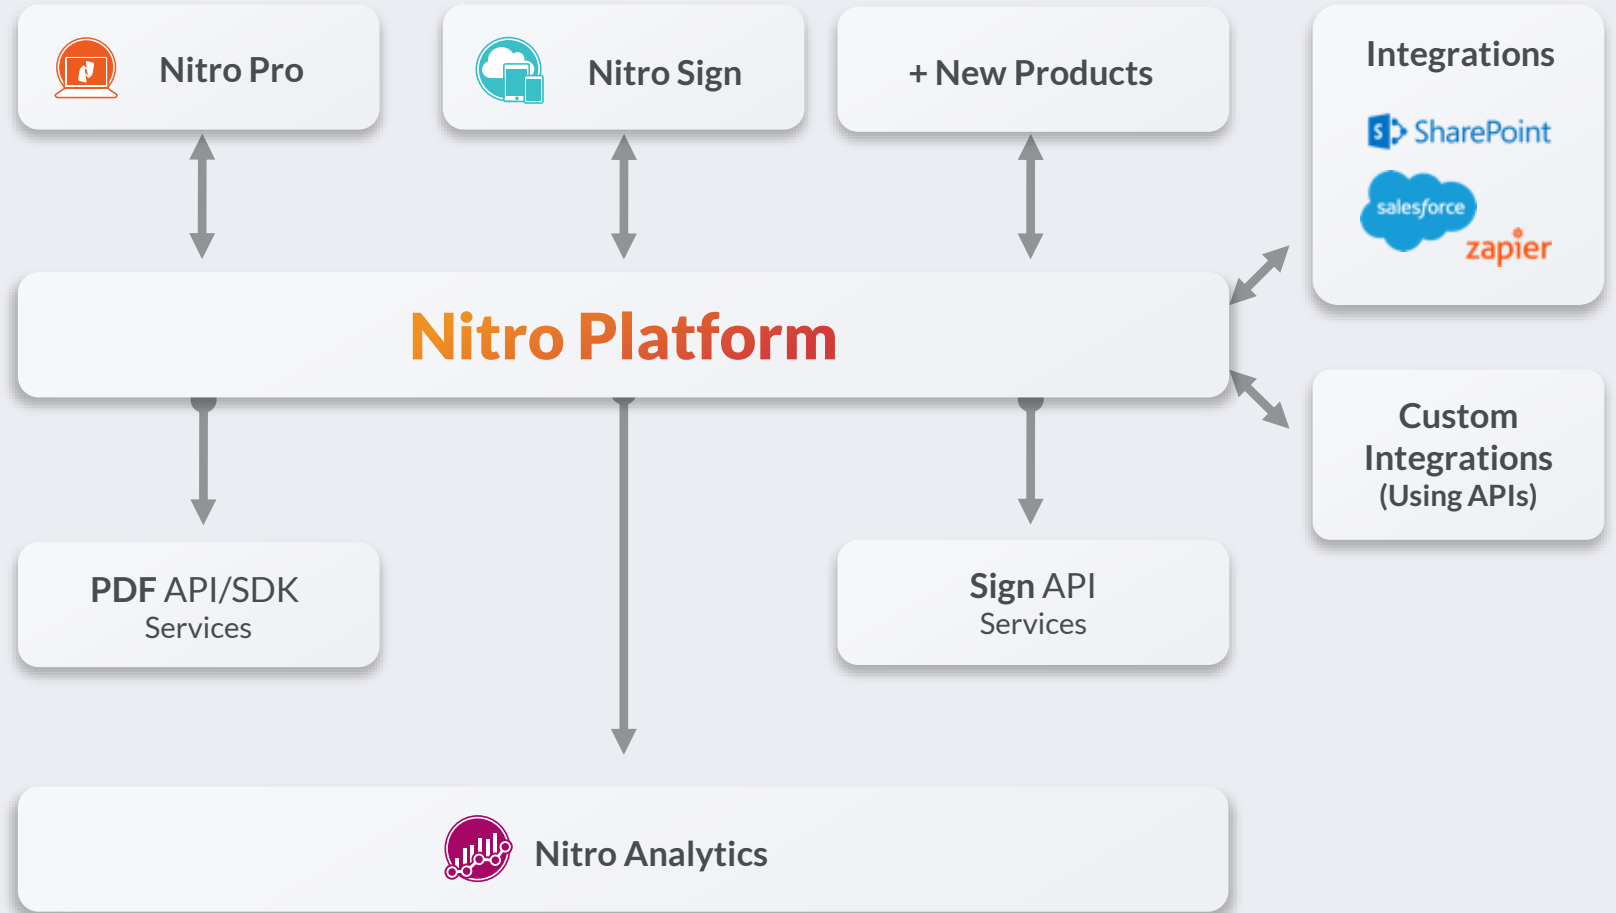 Nitro Pro
Nitro Sign
+ New Products
Integrations
S SharePoint
salesforce
zapier
Nitro Platform
Custom
Integrations
(Using APIs)
PDF API/SDK
Services
Sign API
Services
Nitro Analytics